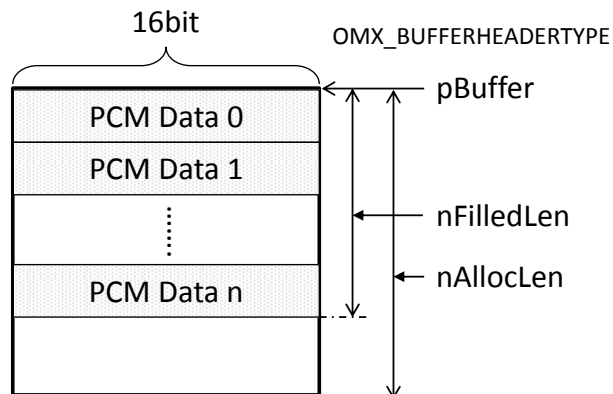 16bit
OMX_BUFFERHEADERTYPE
pBuffer
PCM Data 0
PCM Data 1
nFilledLen
nAllocLen
PCM Data n